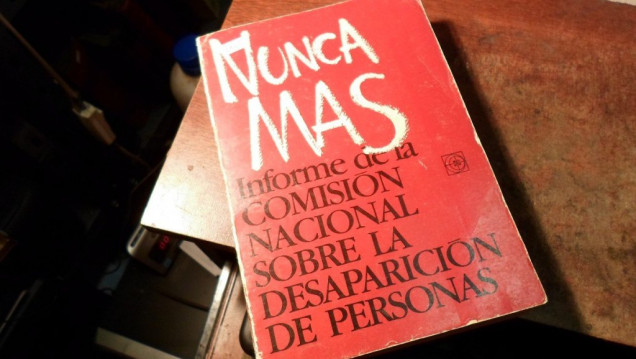 NUNCA
MAS
Informe de la
COMISIÓN
NACIONAL
SOBRE LA
DESAPARICIÓN
DE PERSONAS